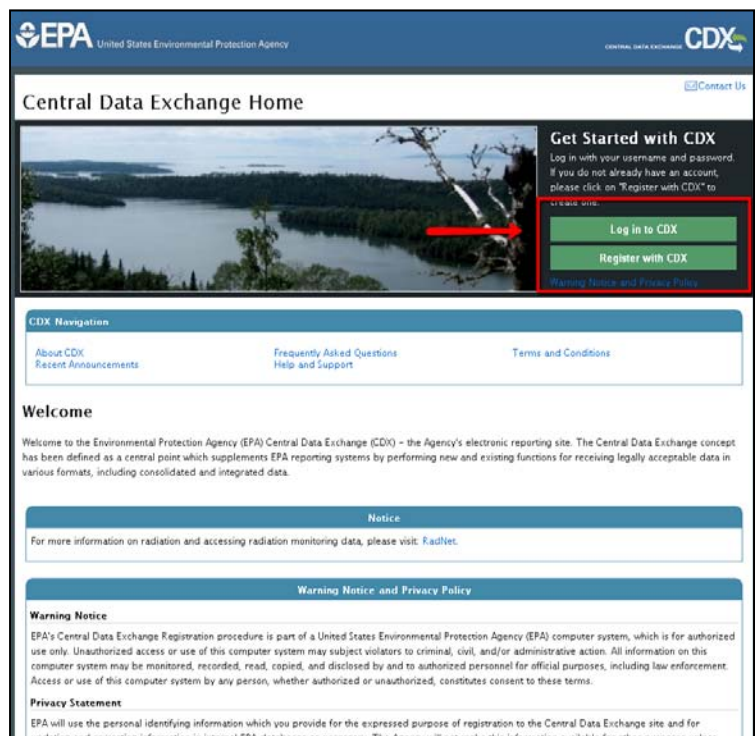 EPA United States Environmental Protection Agency
CENTRAL DATA EXCHANGE CDX
Contact Us
Central Data Exchange Home
Get Started with CDX
Log in with your username and password.
If you do not already have an account,
please click on "Register with CDX" to
create one.
Log in to CDX
Register with CDX
Warning Notice and Privacy Policy
CDX Navigation
About CDX
Recent Announcements
Frequently Asked Questions
Help and Support
Terms and Conditions
Welcome
Welcome to the Environmental Protection Agency (EPA) Central Data Exchange (CDX) – the Agency's electronic reporting site. The Central Data Exchange concept
has been defined as a central point which supplements EPA reporting systems by performing new and existing functions for receiving legally acceptable data in
various formats, including consolidated and integrated data.
Notice
For more information on radiation and accessing radiation monitoring data, please visit: RadNet.
Warning Notice and Privacy Policy
Warning Notice
EPA's Central Data Exchange Registration procedure is part of a United States Environmental Protection Agency (EPA) computer system, which is for authorized
use only. Unauthorized access or use of this computer system may subject violators to criminal, civil, and/or administrative action. All information on this
computer system may be monitored, recorded, read, copied, and disclosed by and to authorized personnel for official purposes, including law enforcement.
Access or use of this computer system by any person, whether authorized or unauthorized, constitutes consent to these terms.
Privacy Statement
EPA will use the personal identifying information which you provide for the expressed purpose of registration to the Central Data Exchange site and for